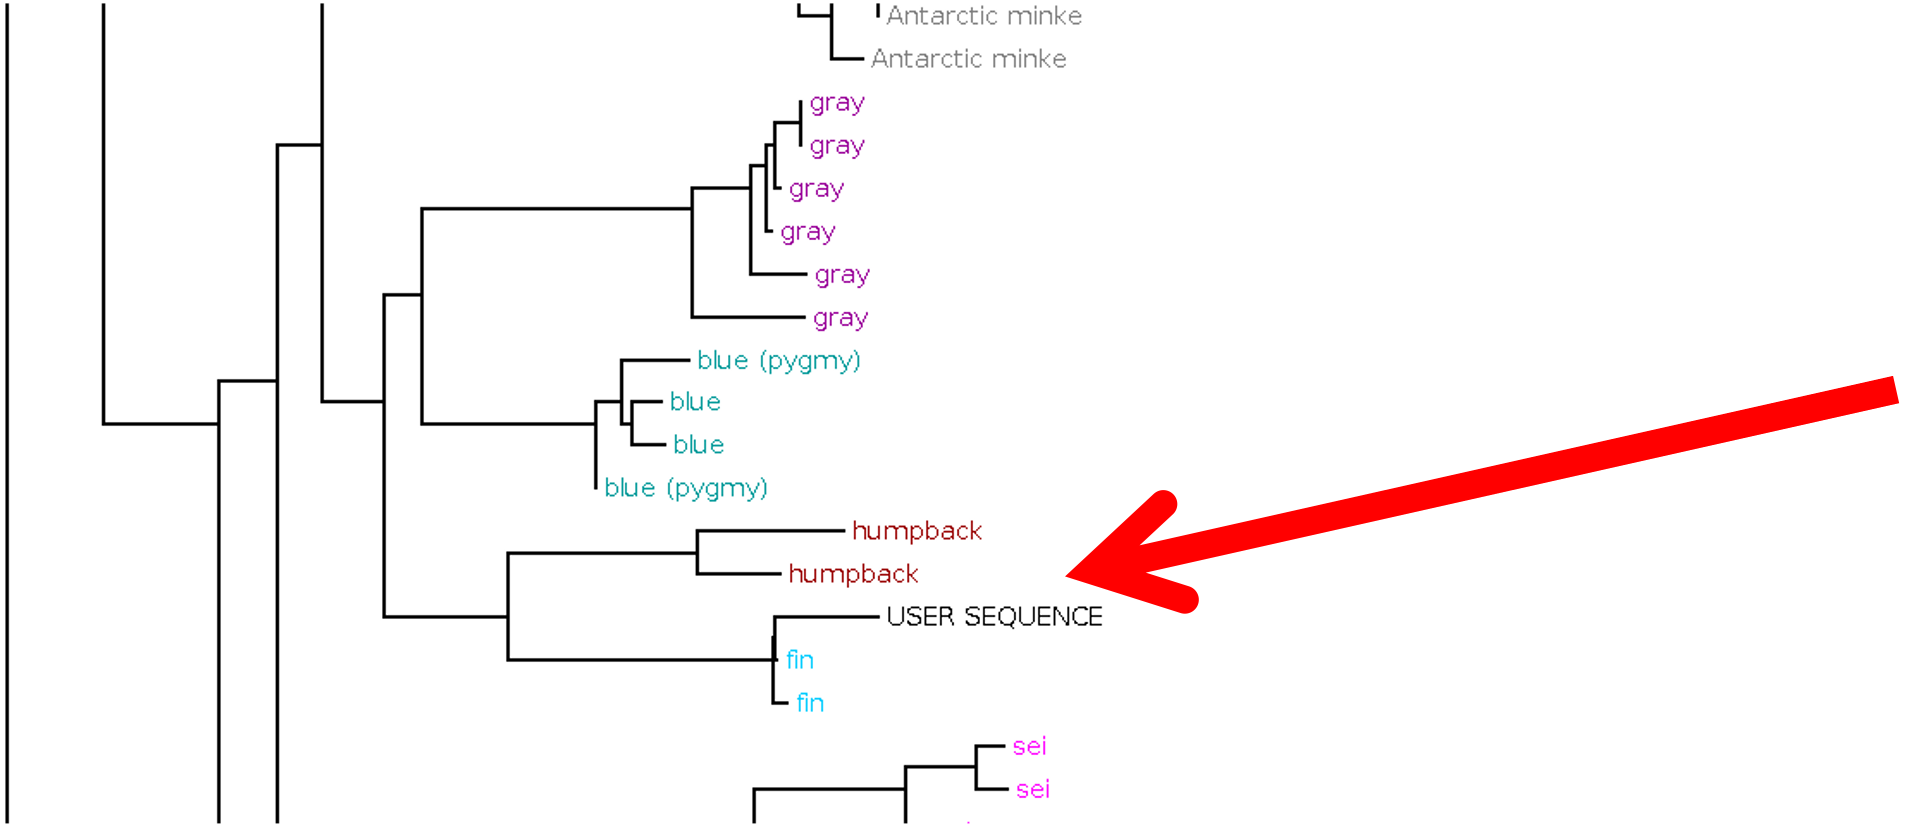 Antarctic minke
Antarctic minke
gray
gray
gray
gray
gray
gray
blue (pygmy)
blue
blue
blue (pygmy)
humpback
humpback
USER SEQUENCE
fin
fin
sei
sei